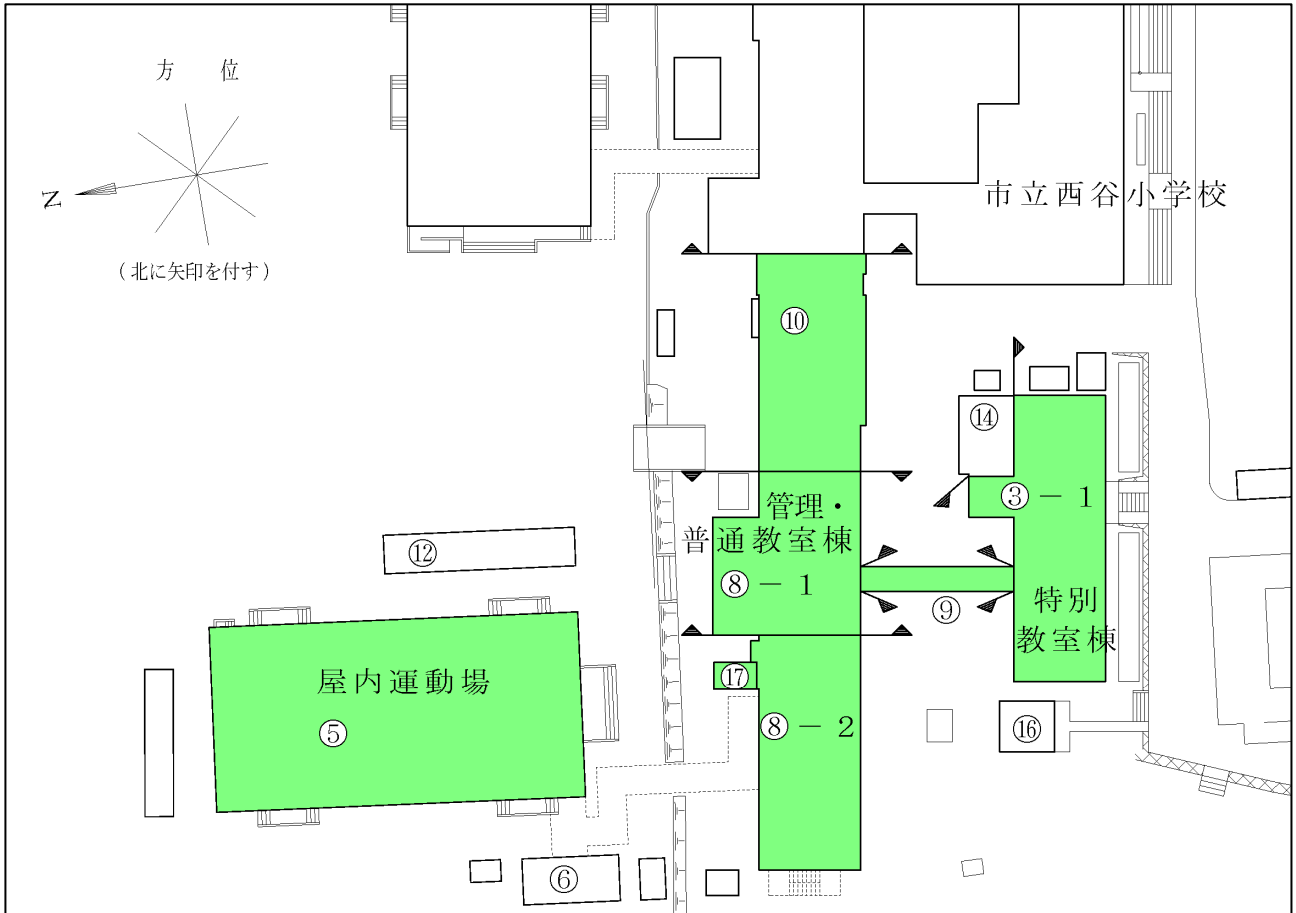 方位
N
（北に矢印を付す）
市立西谷小学校
⑩
⑭
③－１
管理・
普通教室棟
⑫
⑧－１
⑨
特別
教室棟
屋内運動場
⑰
⑤
⑧－２
⑯
⑥